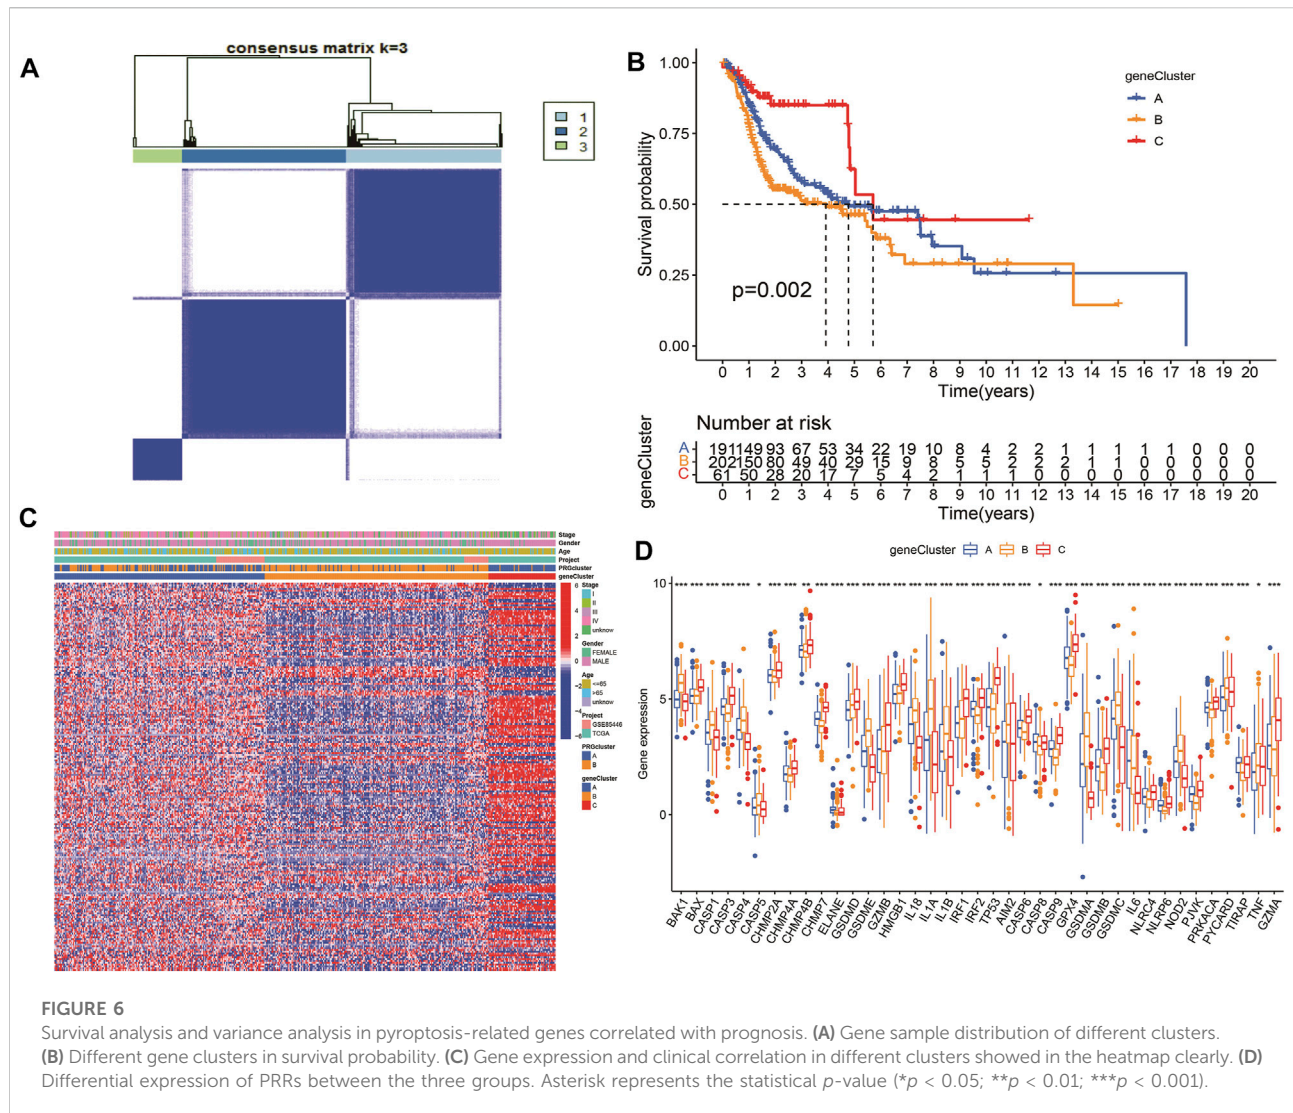 A
consensus matrix k=3
1
2
3
B
geneCluster
A
B
C
Survival probability
1.00
0.75
0.50
0.25
0.00
p=0.002
0 1 2 3 4 5 6 7 8 9 10 11 12 13 14 15 16 17 18 19 20
Time(years)
Number at risk
geneCluster
A 191 149 93 67 53 34 22 19 10 8 4 2 2 1 1 1 1 1 0 0 0
B 202 150 80 49 40 29 15 9 8 5 5 2 2 2 1 1 0 0 0 0 0
C 61 50 28 20 17 7 5 4 2 1 1 1 0 0 0 0 0 0 0 0 0
0 1 2 3 4 5 6 7 8 9 10 11 12 13 14 15 16 17 18 19 20
Time(years)
C
Stage
Gender
Age
Project
PRGcluster
geneCluster
6
4
2
0
−2
−4
−6
Stage
I
II
III
IV
unknow
Gender
FEMALE
MALE
Age
<=65
>65
unknow
Project
GSE85446
TCGA
PRGcluster
A
B
geneCluster
A
B
C
D
geneCluster A B C
Gene expression
10
5
0
BAK1 BAX CASP1 CASP3 CASP4 CASP5 CHMP2A CHMP4A CHMP4B CHMP7 ELANE GSDMD GSDME GZMB HMGB1 IL18 IL1A IL1B IRF1 IRF2 TP53 AIM2 CASP6 CASP8 CASP9 GPX4 GSDMA GSDMB GSDMC IL6 NLRC4 NLRP6 NOD2 PJVK PRKACA PYCARD TIRAP TNF GZMA
FIGURE 6
Survival analysis and variance analysis in pyroptosis-related genes correlated with prognosis. (A) Gene sample distribution of different clusters.
(B) Different gene clusters in survival probability. (C) Gene expression and clinical correlation in different clusters showed in the heatmap clearly. (D)
Differential expression of PRRs between the three groups. Asterisk represents the statistical p-value (*p < 0.05; **p < 0.01; ***p < 0.001).